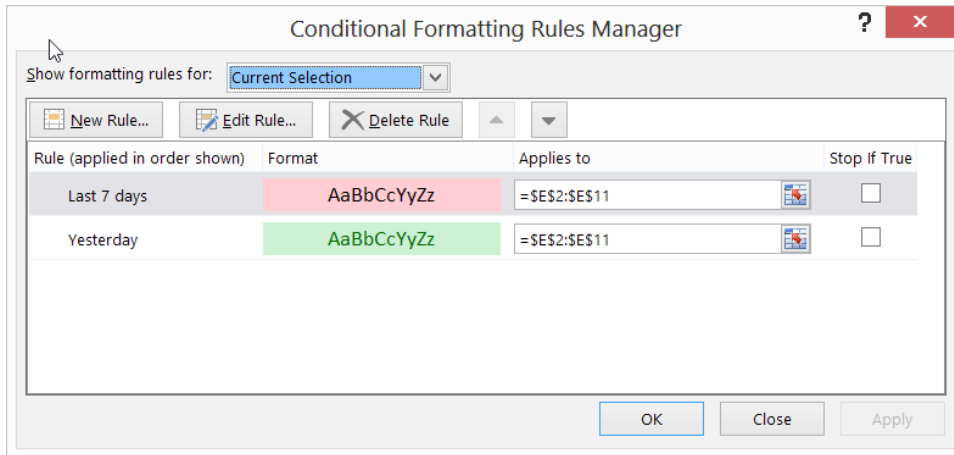 Conditional Formatting Rules Manager
?
Show formatting rules for: Current Selection
New Rule... Edit Rule... Delete Rule
Rule (applied in order shown) Format Applies to Stop If True
Last 7 days AaBbCcYyZz =$E$2:$E$11
Yesterday AaBbCcYyZz =$E$2:$E$11
OK Close Apply